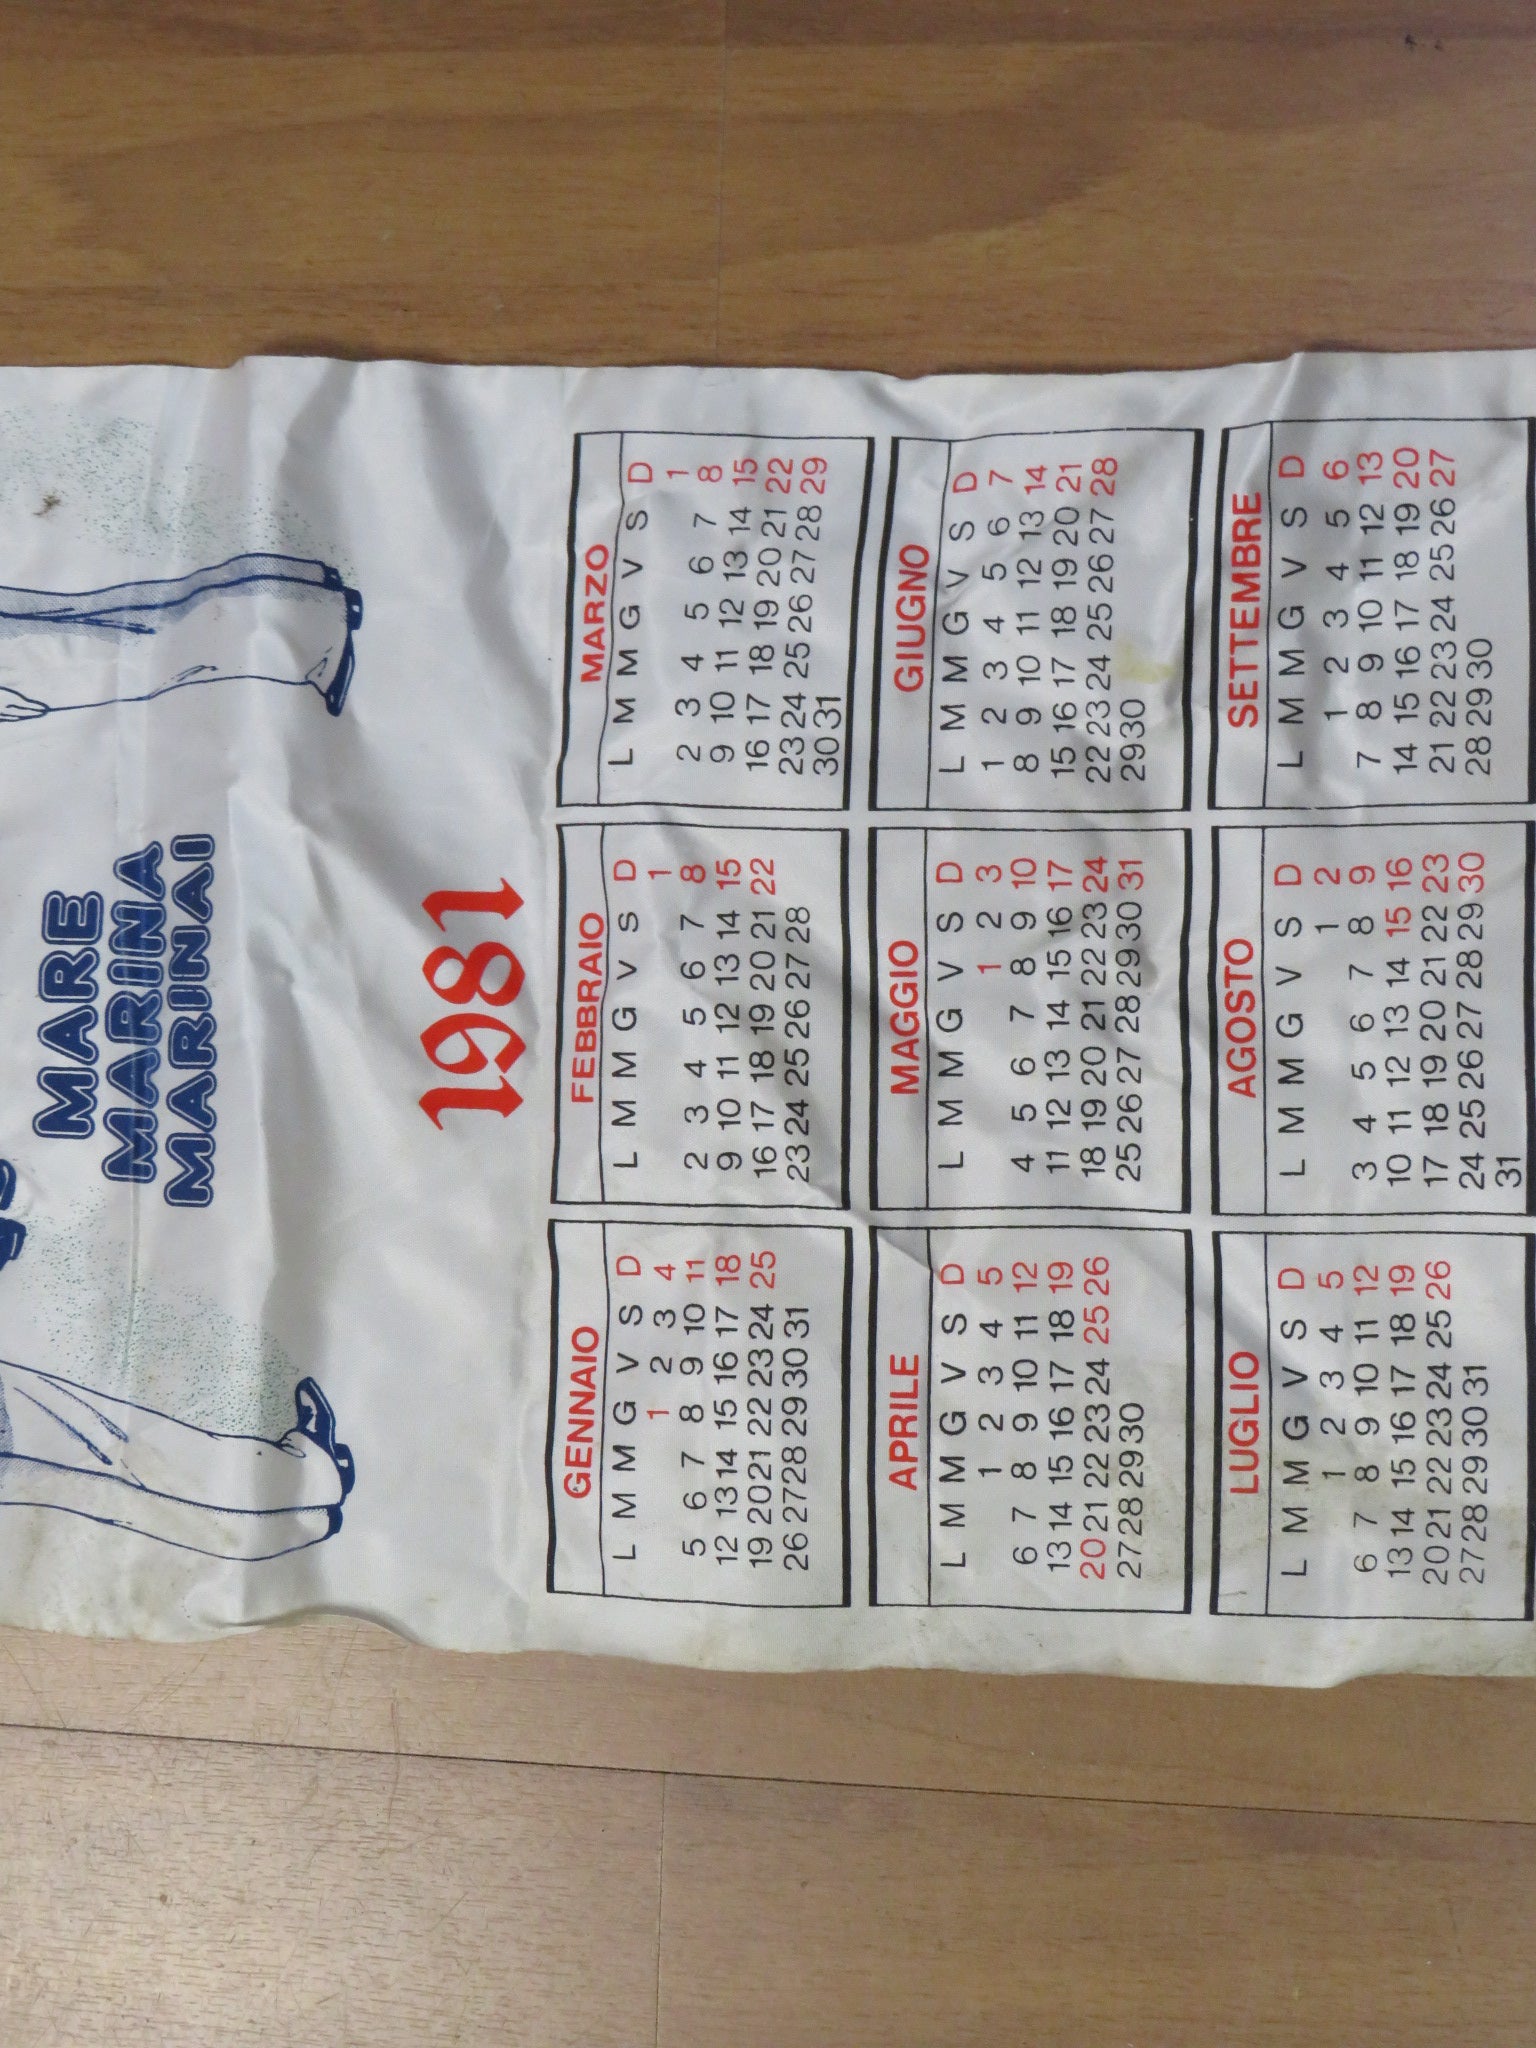 MARE
MARINA
MARINAI
1981
GENNAIO
L M M G V S D
1 2 3 4
5 6 7 8 9 10 11
12 13 14 15 16 17 18
19 20 21 22 23 24 25
26 27 28 29 30 31
FEBBRAIO
L M M G V S D
1
2 3 4 5 6 7 8
9 10 11 12 13 14 15
16 17 18 19 20 21 22
23 24 25 26 27 28
MARZO
L M M G V S D
1
2 3 4 5 6 7 8
9 10 11 12 13 14 15
16 17 18 19 20 21 22
23 24 25 26 27 28 29
30 31
APRILE
L M M G V S D
1 2 3 4 5
6 7 8 9 10 11 12
13 14 15 16 17 18 19
20 21 22 23 24 25 26
27 28 29 30
MAGGIO
L M M G V S D
1 2 3
4 5 6 7 8 9 10
11 12 13 14 15 16 17
18 19 20 21 22 23 24
25 26 27 28 29 30 31
GIUGNO
L M M G V S D
1 2 3 4 5 6 7
8 9 10 11 12 13 14
15 16 17 18 19 20 21
22 23 24 25 26 27 28
29 30
LUGLIO
L M M G V S D
1 2 3 4 5
6 7 8 9 10 11 12
13 14 15 16 17 18 19
20 21 22 23 24 25 26
27 28 29 30 31
AGOSTO
L M M G V S D
1 2
3 4 5 6 7 8 9
10 11 12 13 14 15 16
17 18 19 20 21 22 23
24 25 26 27 28 29 30
31
SETTEMBRE
L M M G V S D
1 2 3 4 5 6
7 8 9 10 11 12 13
14 15 16 17 18 19 20
21 22 23 24 25 26 27
28 29 30